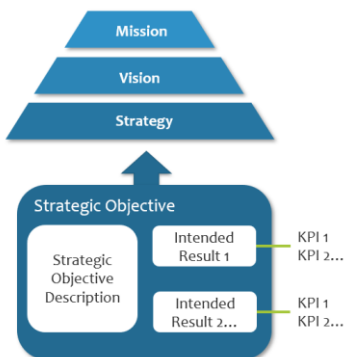 Mission
Vision
Strategy
Strategic Objective
Strategic
Objective
Description
Intended
Result 1
KPI 1
KPI 2...
Intended
Result 2...
KPI 1
KPI 2...